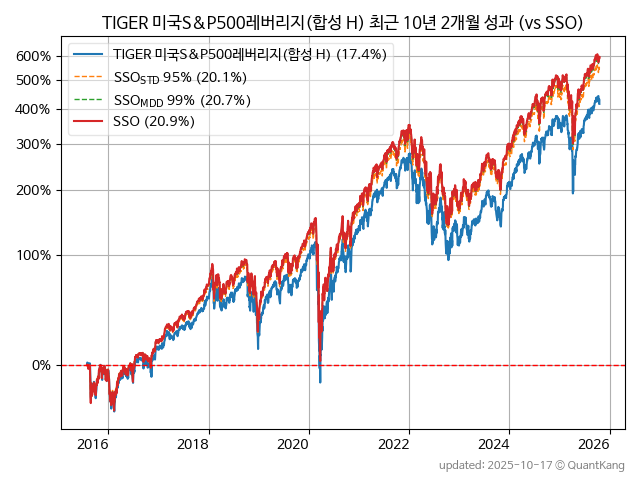 TIGER 미국S&P500레버리지(합성 H) 최근 10년 2개월 성과 (vs SSO)
TIGER 미국S&P500레버리지(합성 H) (17.4%)
SSO_STD 95% (20.1%)
SSO_MDD 99% (20.7%)
SSO (20.9%)
600%
500%
400%
300%
200%
100%
0%
2016 2018 2020 2022 2024 2026
updated: 2025-10-17 © QuantKang